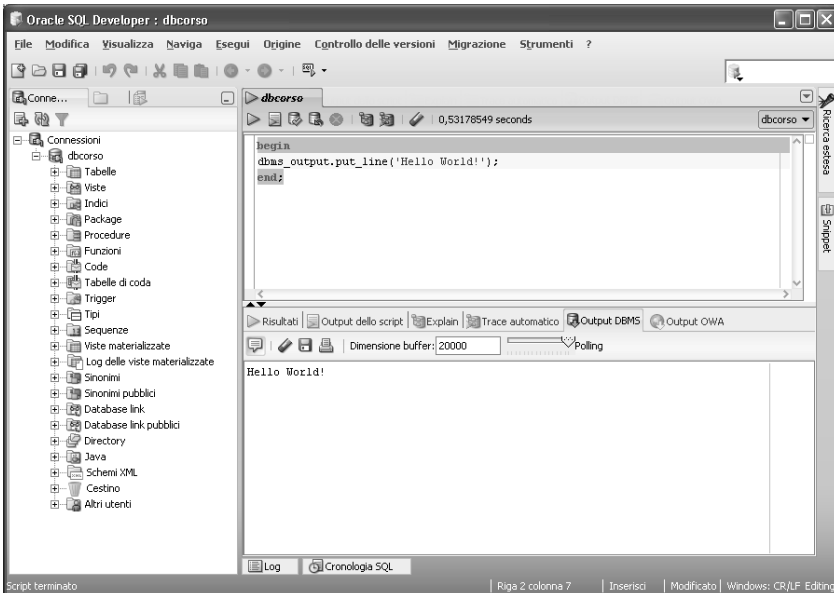 Oracle SQL Developer : dbcorso
File Modifica Visualizza Naviga Esegui Origine Controllo delle versioni Migrazione Strumenti ?
Conne...
dbcorso
0,53178549 seconds
dbcorso
Connessioni
dbcorso
Tabelle
Viste
Indici
Package
Procedure
Funzioni
Code
Tabelle di coda
Trigger
Tipi
Sequenze
Viste materializzate
Log delle viste materializzate
Sinonimi
Sinonimi pubblici
Database link
Database link pubblici
Directory
Java
Schemi XML
Cestino
Altri utenti
begin
dbms_output.put_line('Hello World!');
end;
Ricerca estesa
Snippet
Risultati Output dello script Explain Trace automatico Output DBMS Output OWA
Dimensione buffer: 20000 Polling
Hello World!
Log Cronologia SQL
Script terminato Riga 2 colonna 7 Inserisci Modificato Windows: CR/LF Editing